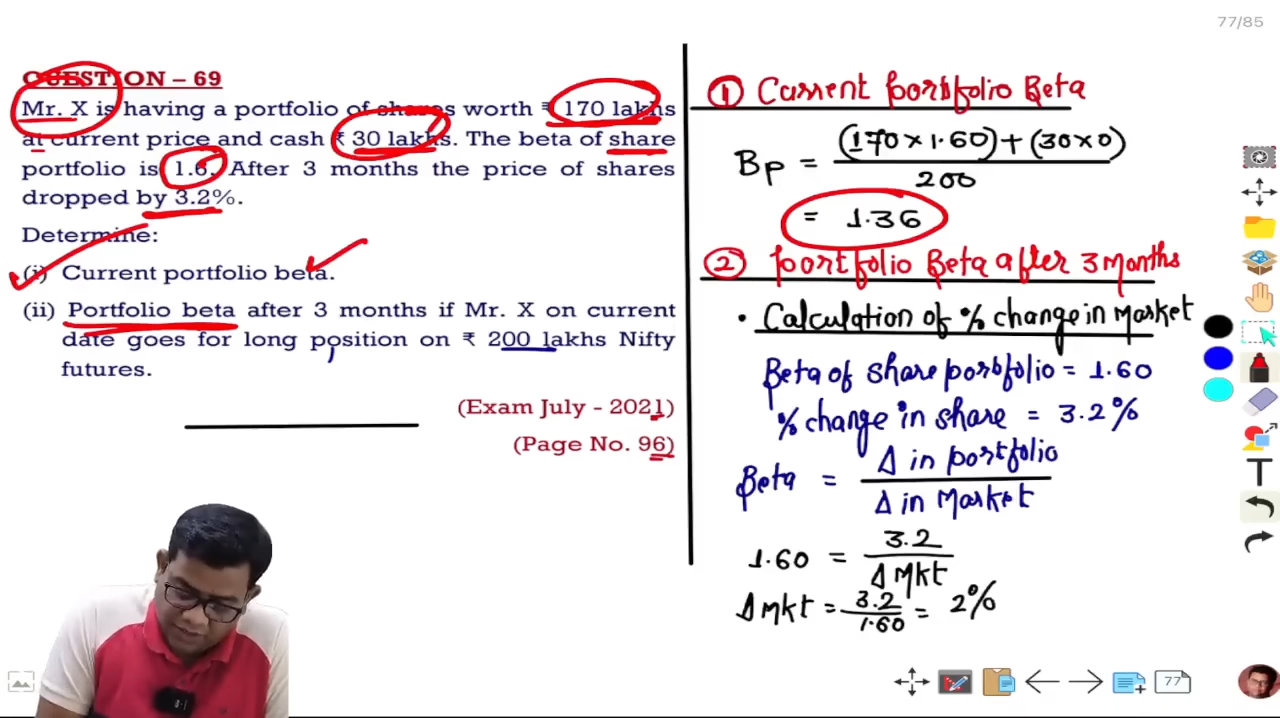 77/85
QUESTION – 69
Mr. X is having a portfolio of shares worth ₹ 170 lakhs
at current price and cash ₹ 30 lakhs. The beta of share
portfolio is 1.6. After 3 months the price of shares
dropped by 3.2%.
Determine:
(i) Current portfolio beta.
(ii) Portfolio beta after 3 months if Mr. X on current
date goes for long position on ₹ 200 lakhs Nifty
futures.
(Exam July - 2021)
(Page No. 96)
① Current portfolio Beta
Bp = (170 × 1.60) + (30 × 0)
200
= 1.36
② portfolio Beta after 3 Months
• Calculation of % change in Market
Beta of share portfolio = 1.60
% change in share = 3.2%
Beta = Δ in portfolio
Δ in Market
1.60 = 3.2
Δ Mkt
Δ Mkt = 3.2 = 2%
1.60
T
77